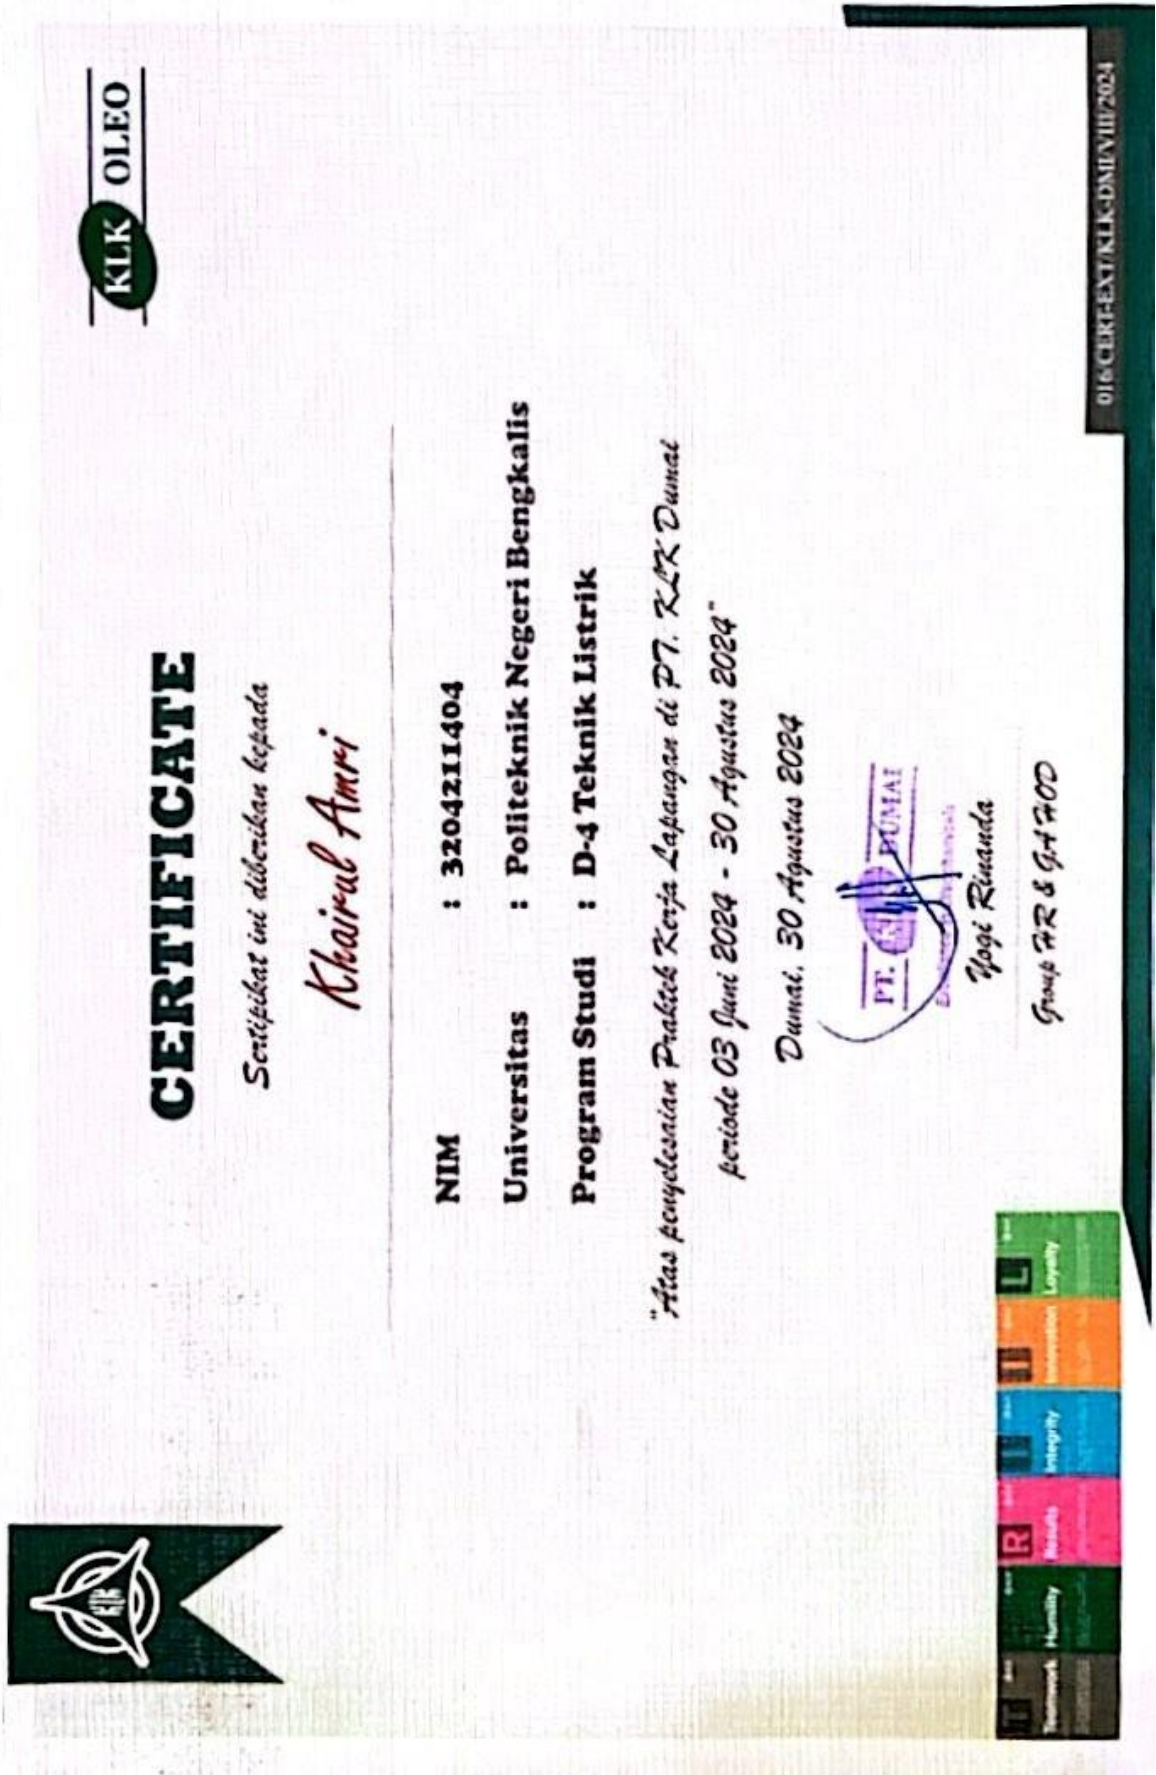 KLK OLEO
CERTIFICATE
Sertipikat ini diberikan kepada
Khairul Amri
NIM : 3204211404
Universitas : Politeknik Negeri Bengkalis
Program Studi : D-4 Teknik Listrik
"Atas penyelesaian Praktek Kerja Lapangan di PT. KLK Dumai
periode 03 Juni 2024 - 30 Agustus 2024"
Dumai, 30 Agustus 2024
PT. DUMAI
Yogi Rinanda
Group HR & GA HOD
T H R I I L
Teamwork Humility Results Integrity Innovation Loyalty
016/CERT-EXT/KLK-DMI/VIII/2024